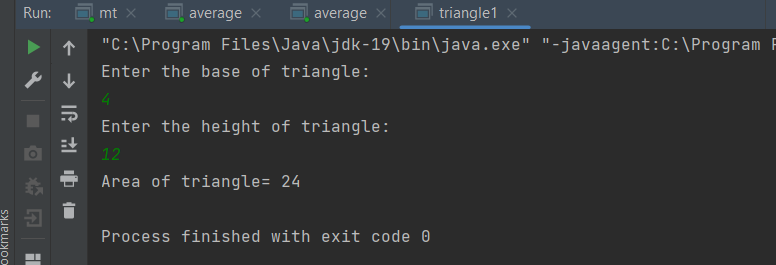 Run: mt average average triangle1
"C:\Program Files\Java\jdk-19\bin\java.exe" "-javaagent:C:\Program
Enter the base of triangle:
4
Enter the height of triangle:
12
Area of triangle= 24
Process finished with exit code 0
ookmarks